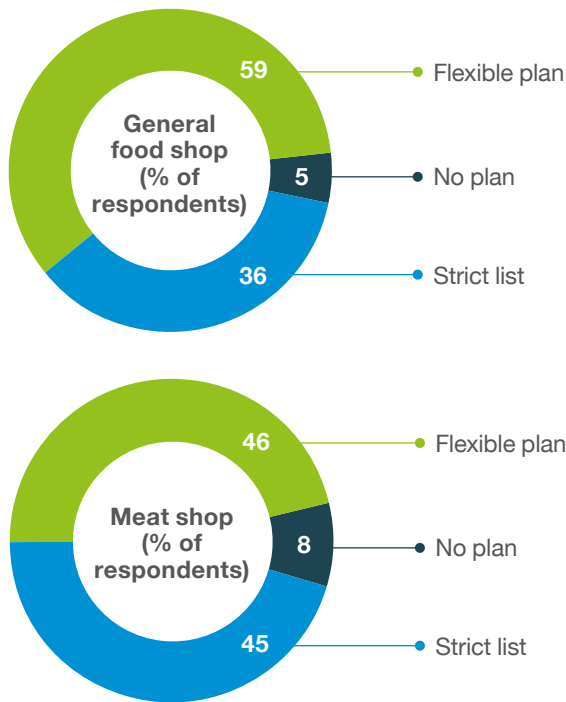 59
Flexible plan
General
food shop
(% of
respondents)
5
No plan
36
Strict list
46
Flexible plan
Meat shop
(% of
respondents)
8
No plan
45
Strict list